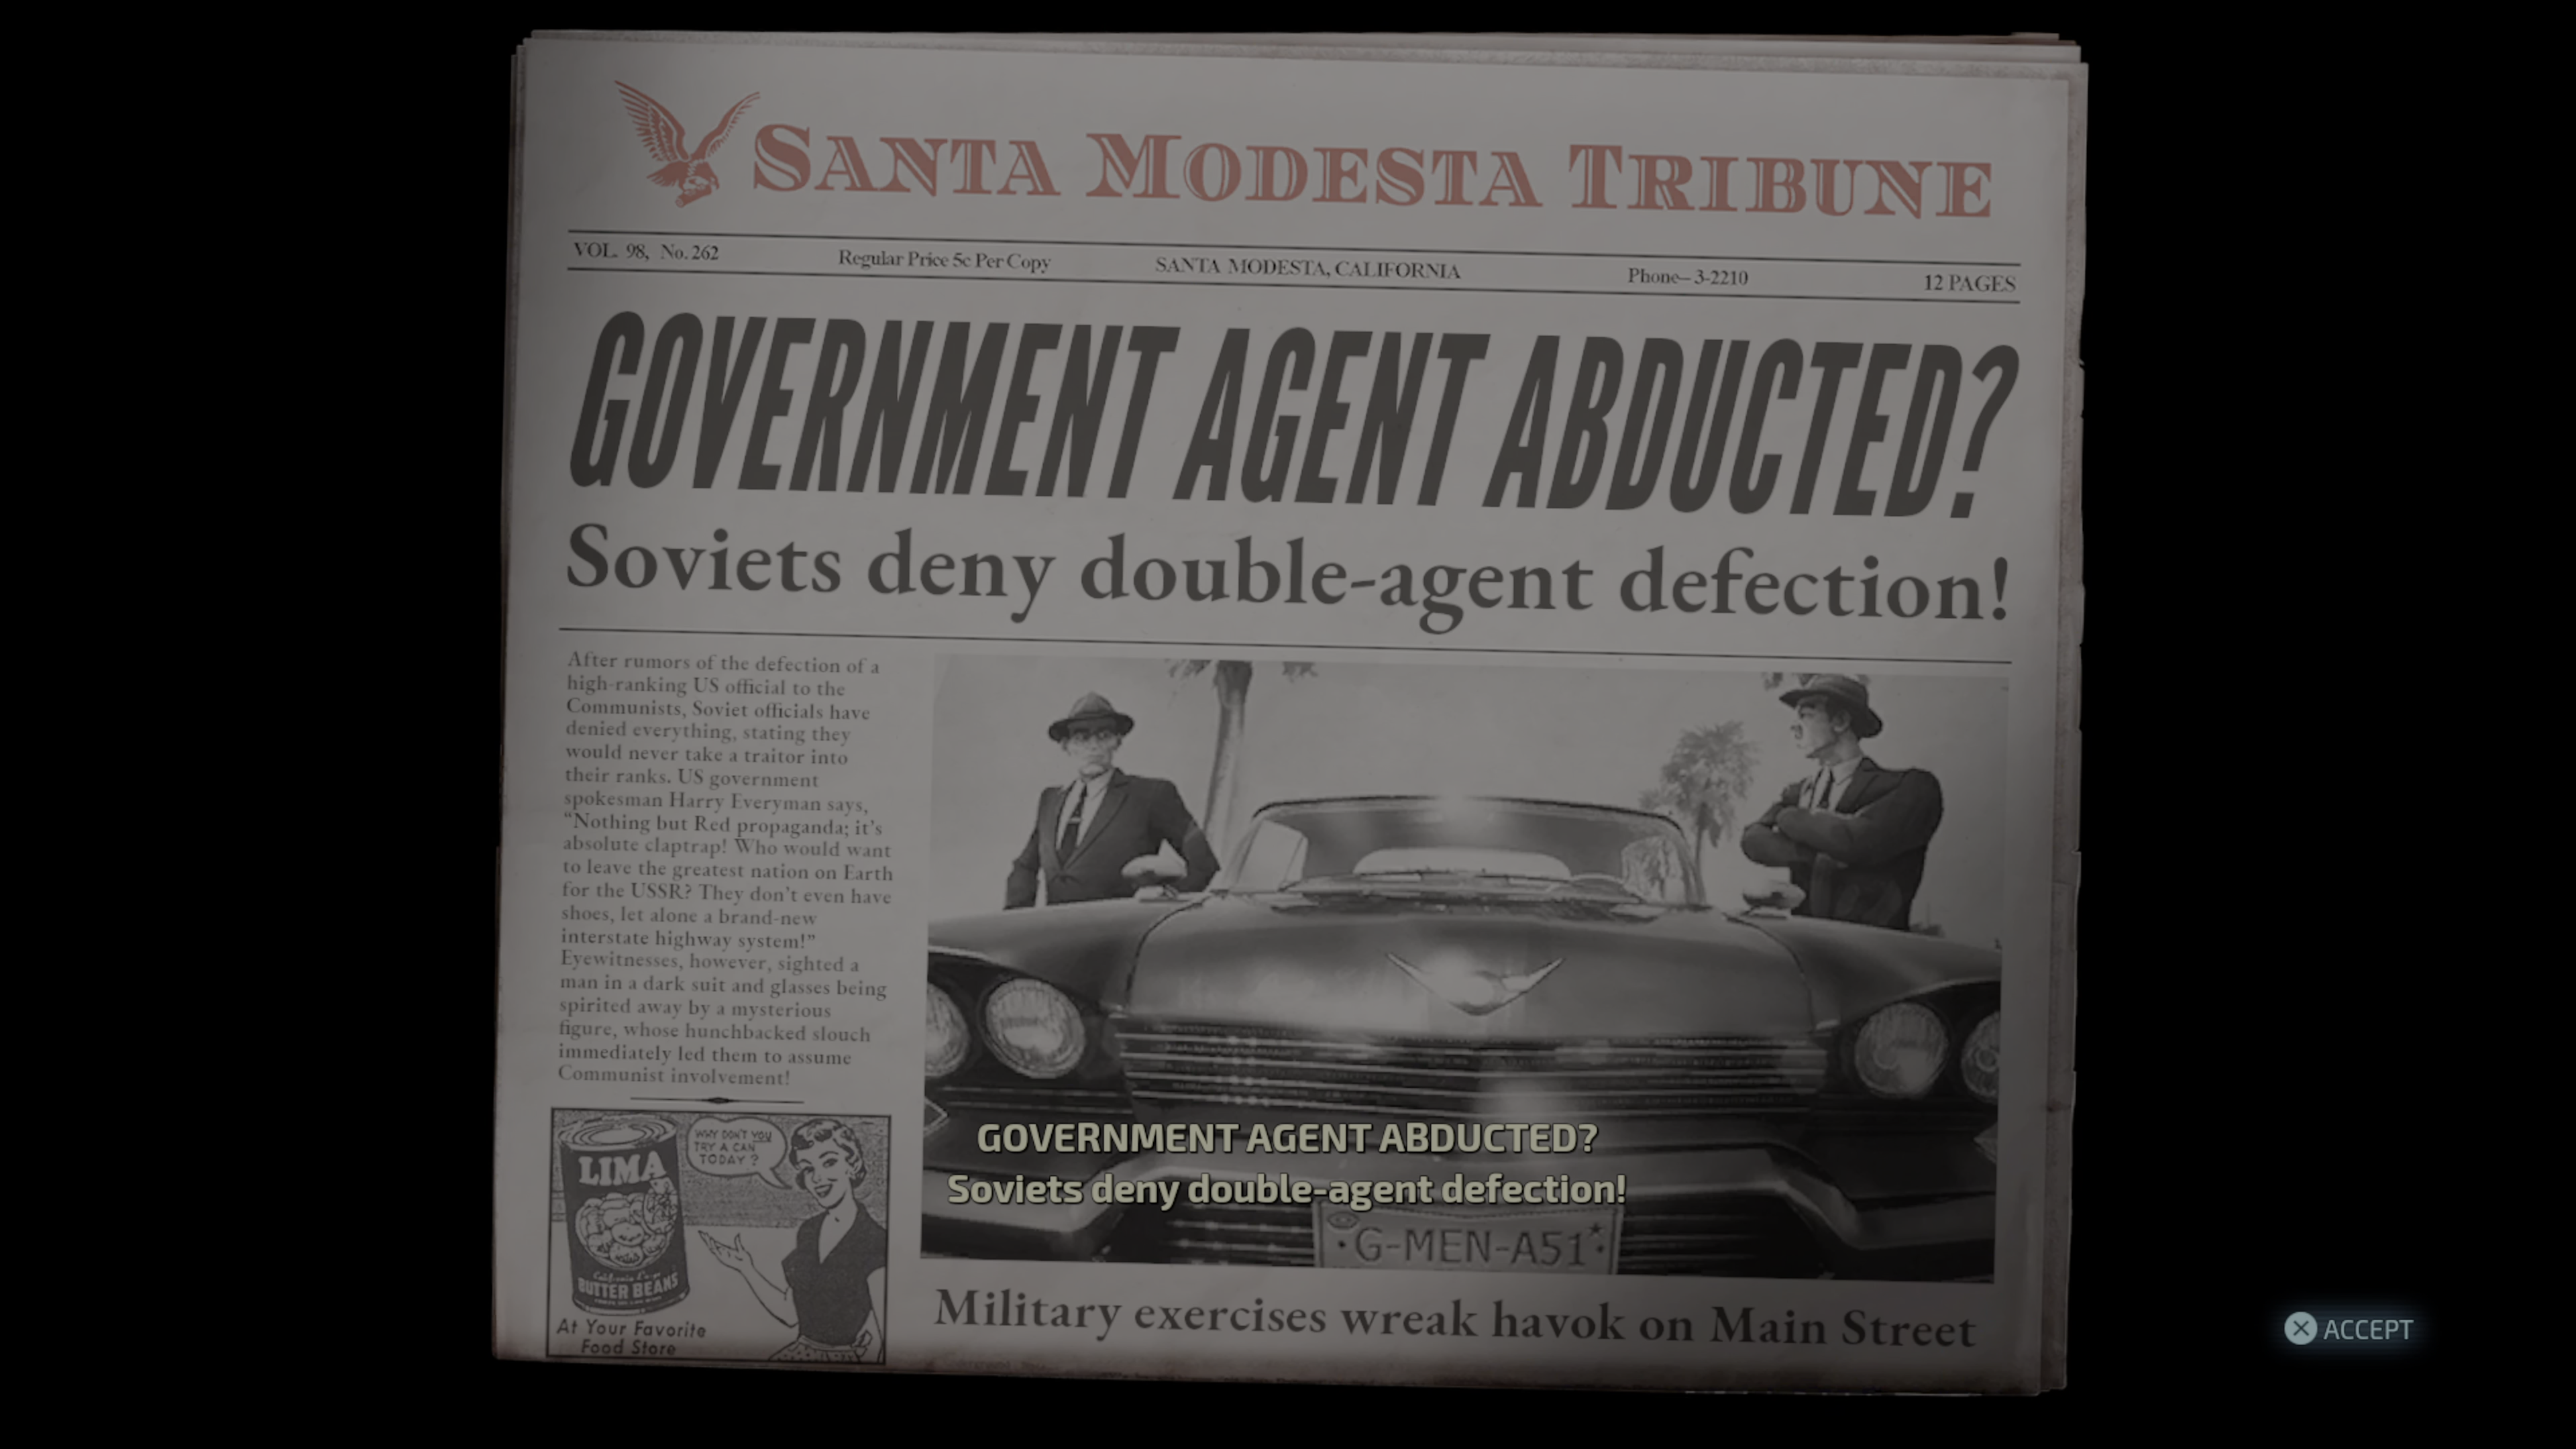 SANTA MODESTA TRIBUNE
VOL. 98, No. 262 Regular Price 5c Per Copy SANTA MODESTA, CALIFORNIA Phone– 3-2210 12 PAGES
GOVERNMENT AGENT ABDUCTED?
Soviets deny double-agent defection!
After rumors of the defection of a
high-ranking US official to the
Communists, Soviet officials have
denied everything, stating they
would never take a traitor into
their ranks. US government
spokesman Harry Everyman says,
“Nothing but Red propaganda; it’s
absolute claptrap! Who would want
to leave the greatest nation on Earth
for the USSR? They don’t even have
shoes, let alone a brand-new
interstate highway system!”
Eyewitnesses, however, sighted a
man in a dark suit and glasses being
spirited away by a mysterious
figure, whose hunchbacked slouch
immediately led them to assume
Communist involvement!
WHY DON'T YOU
TRY A CAN
TODAY?
LIMA
BUTTER BEANS
At Your Favorite
Food Store
GOVERNMENT AGENT ABDUCTED?
Soviets deny double-agent defection!
G-MEN-A51
Military exercises wreak havok on Main Street
ACCEPT